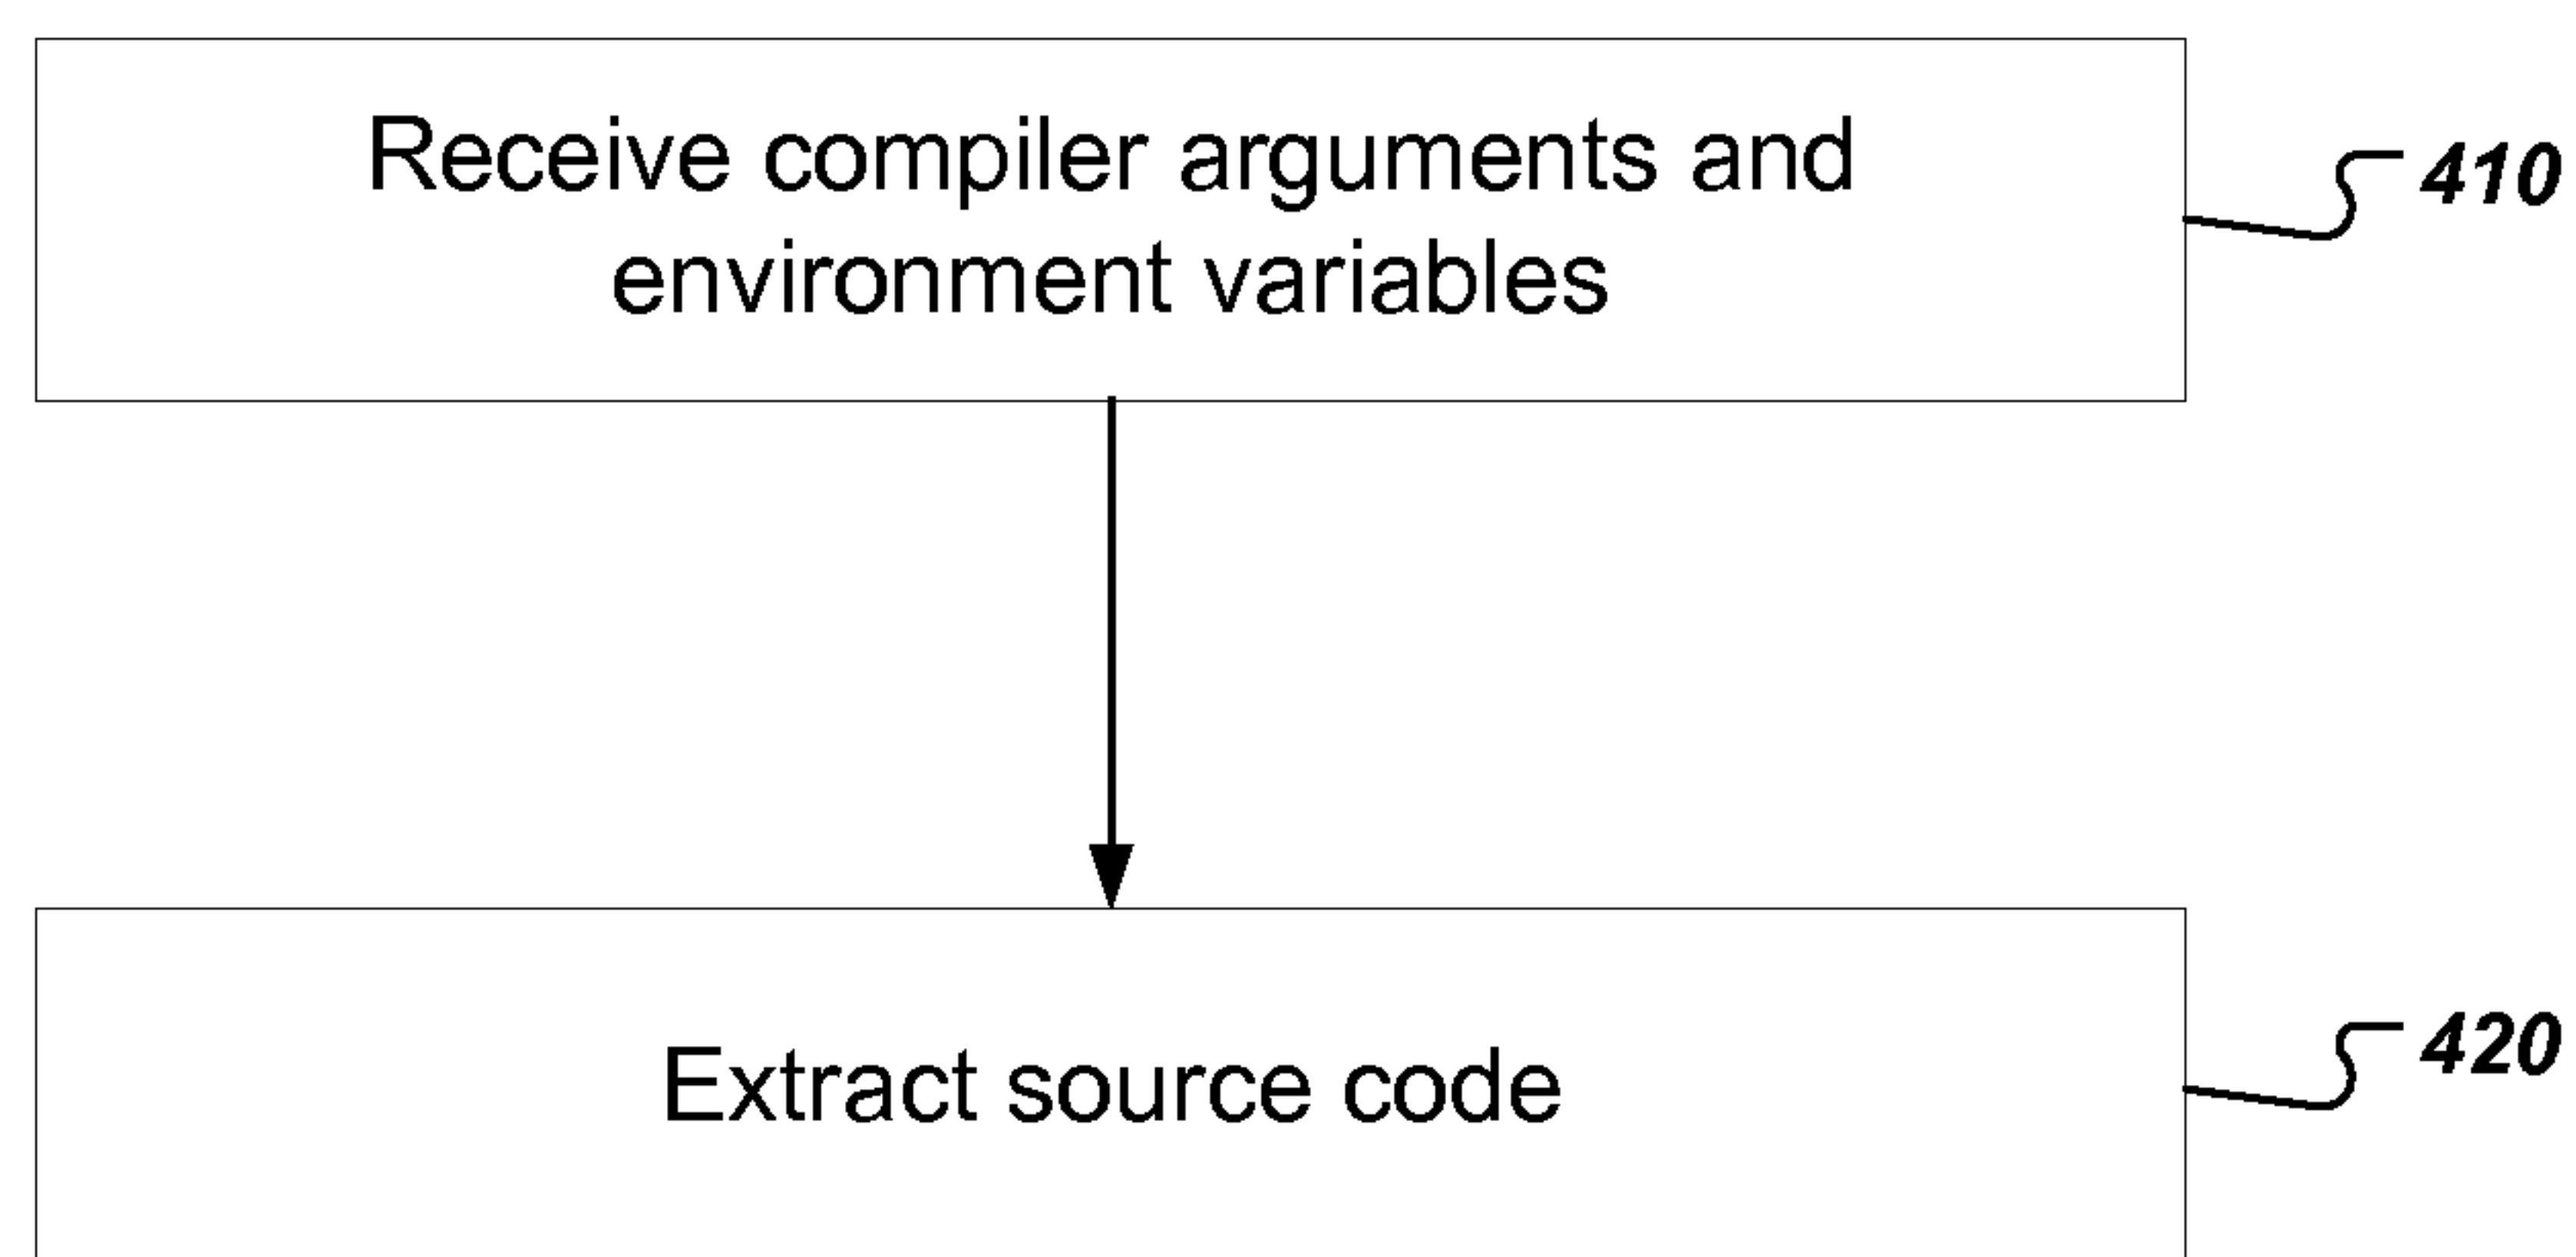 Receive compiler arguments and
environment variables
410
Extract source code
420